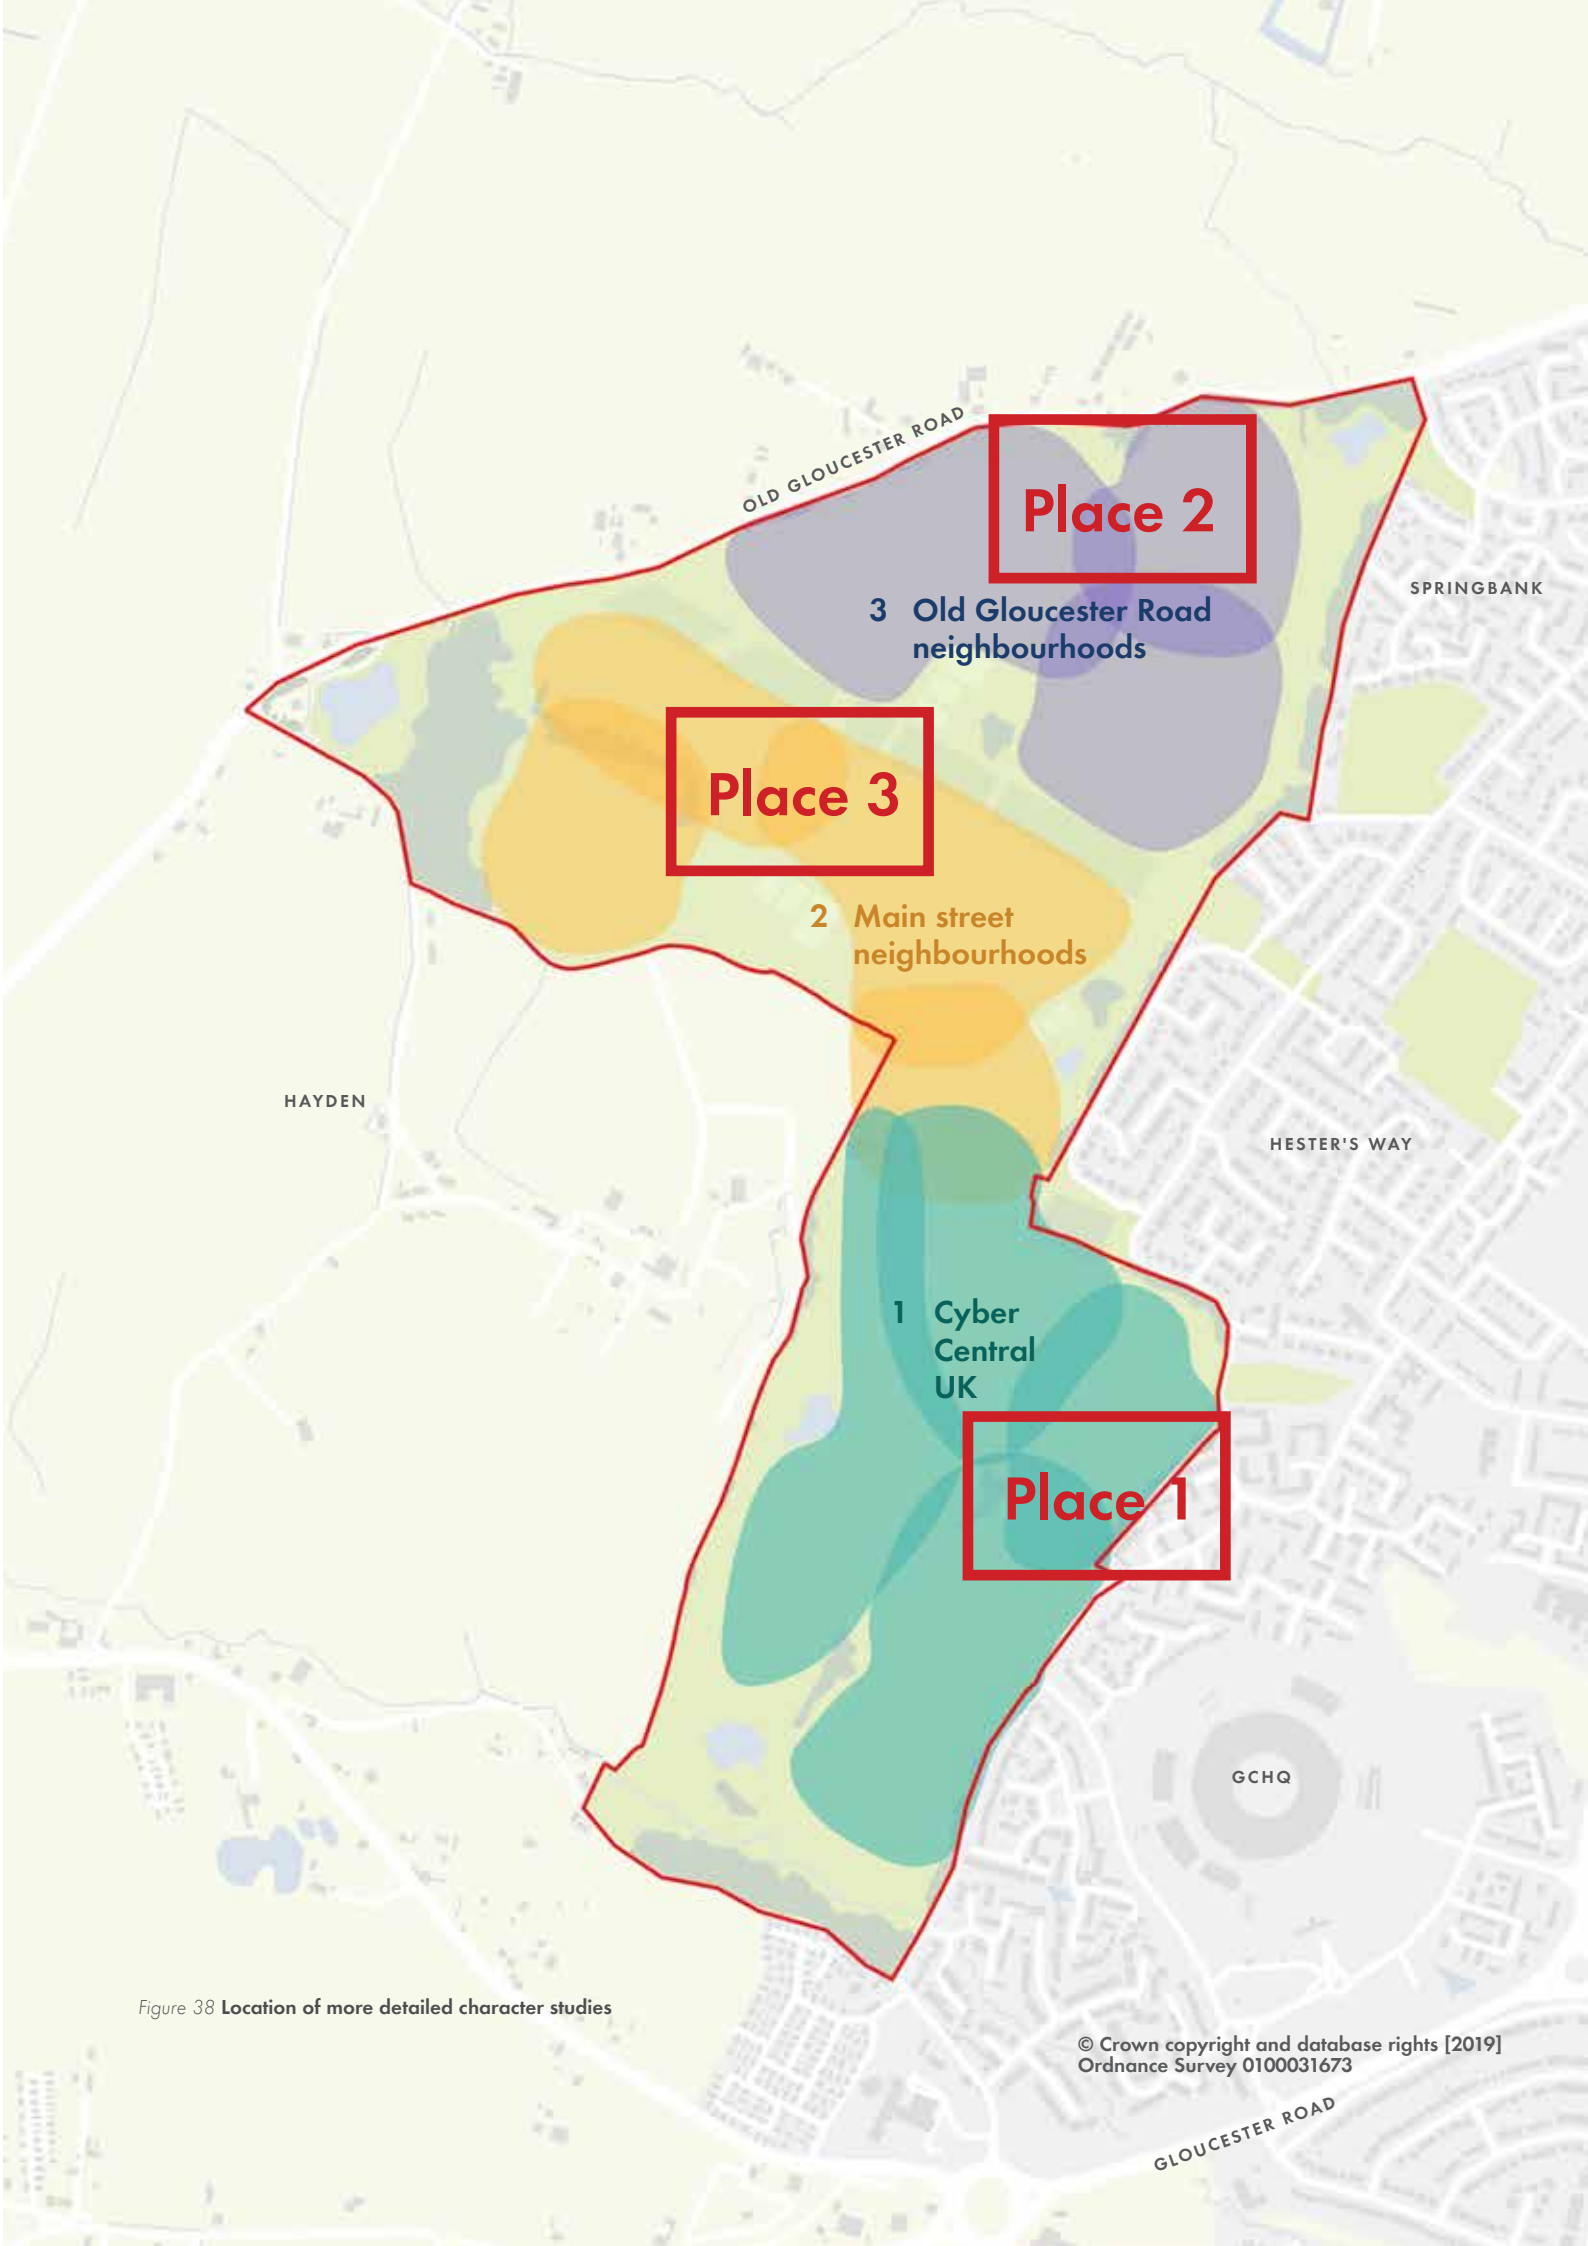 OLD GLOUCESTER ROAD
Place 2
SPRINGBANK
3 Old Gloucester Road
neighbourhoods
Place 3
2 Main street
neighbourhoods
HAYDEN
HESTER'S WAY
1 Cyber
Central
UK
Place 1
GCHQ
Figure 38 Location of more detailed character studies
© Crown copyright and database rights [2019]
Ordnance Survey 0100031673
GLOUCESTER ROAD